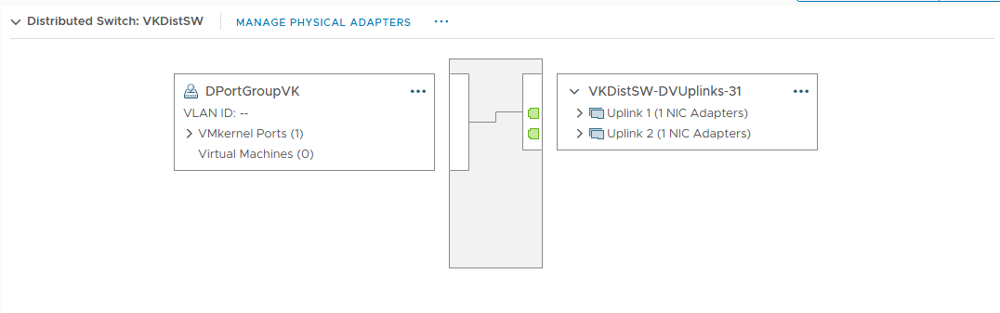 Distributed Switch: VKDistSW
MANAGE PHYSICAL ADAPTERS
DPortGroupVK
VLAN ID: --
VMkernel Ports (1)
Virtual Machines (0)
VKDistSW-DVUplinks-31
Uplink 1 (1 NIC Adapters)
Uplink 2 (1 NIC Adapters)